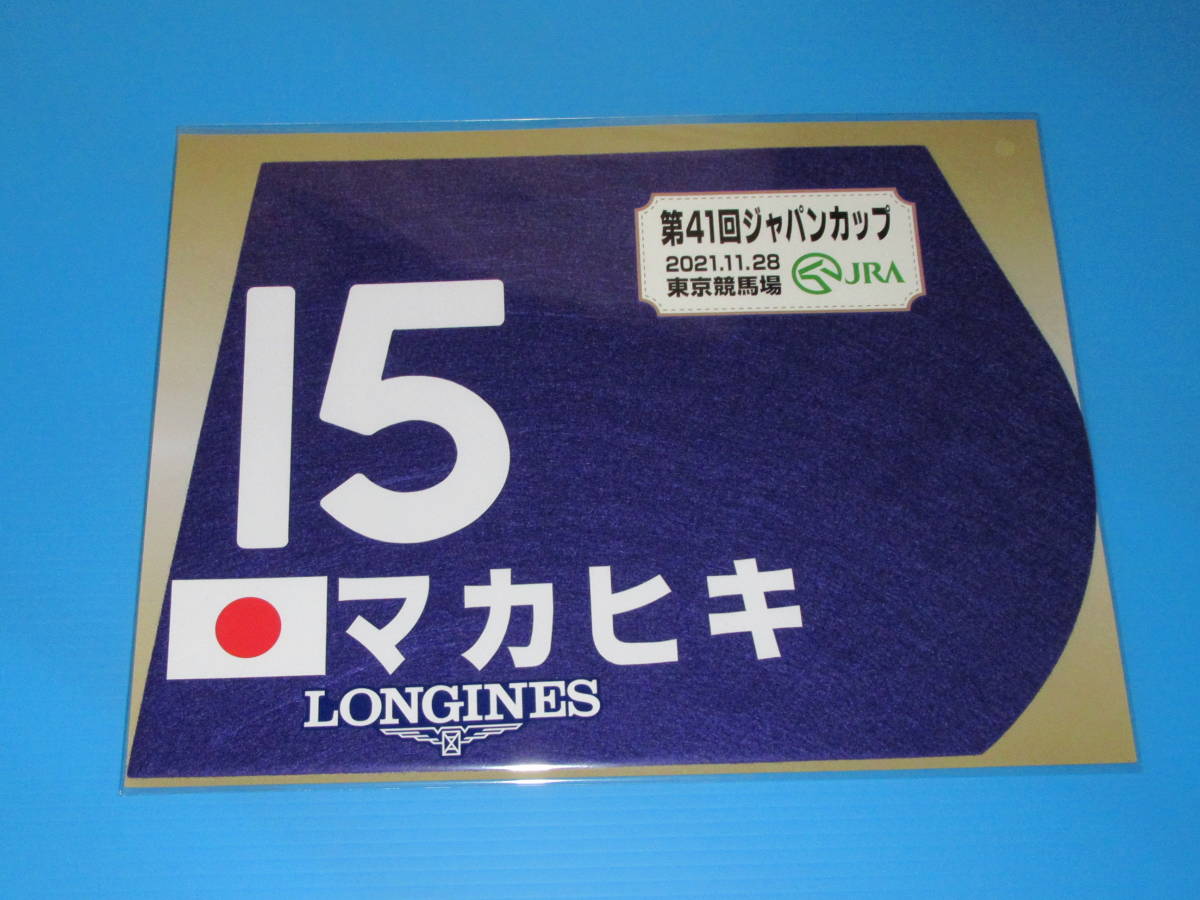 第41回ジャパンカップ
2021.11.28
東京競馬場
JRA
15
マカヒキ
LONGINES